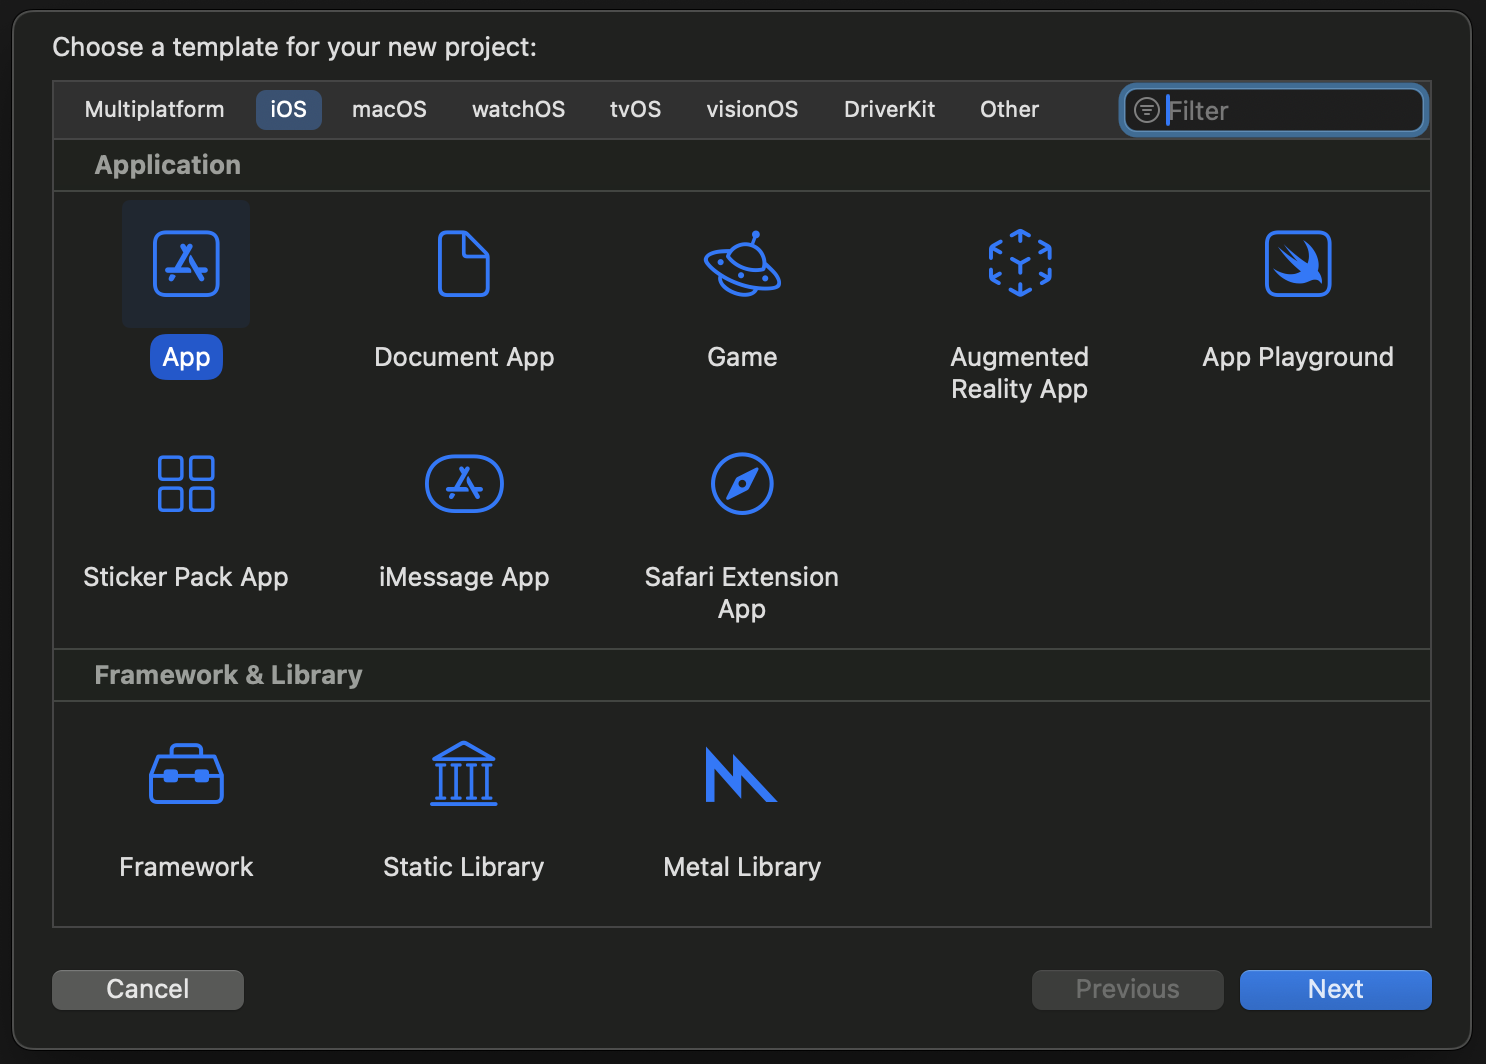 Choose a template for your new project:
Multiplatform iOS macOS watchOS tvOS visionOS DriverKit Other Filter
Application
App Document App Game Augmented Reality App App Playground
Sticker Pack App iMessage App Safari Extension App
Framework & Library
Framework Static Library Metal Library
Cancel Previous Next